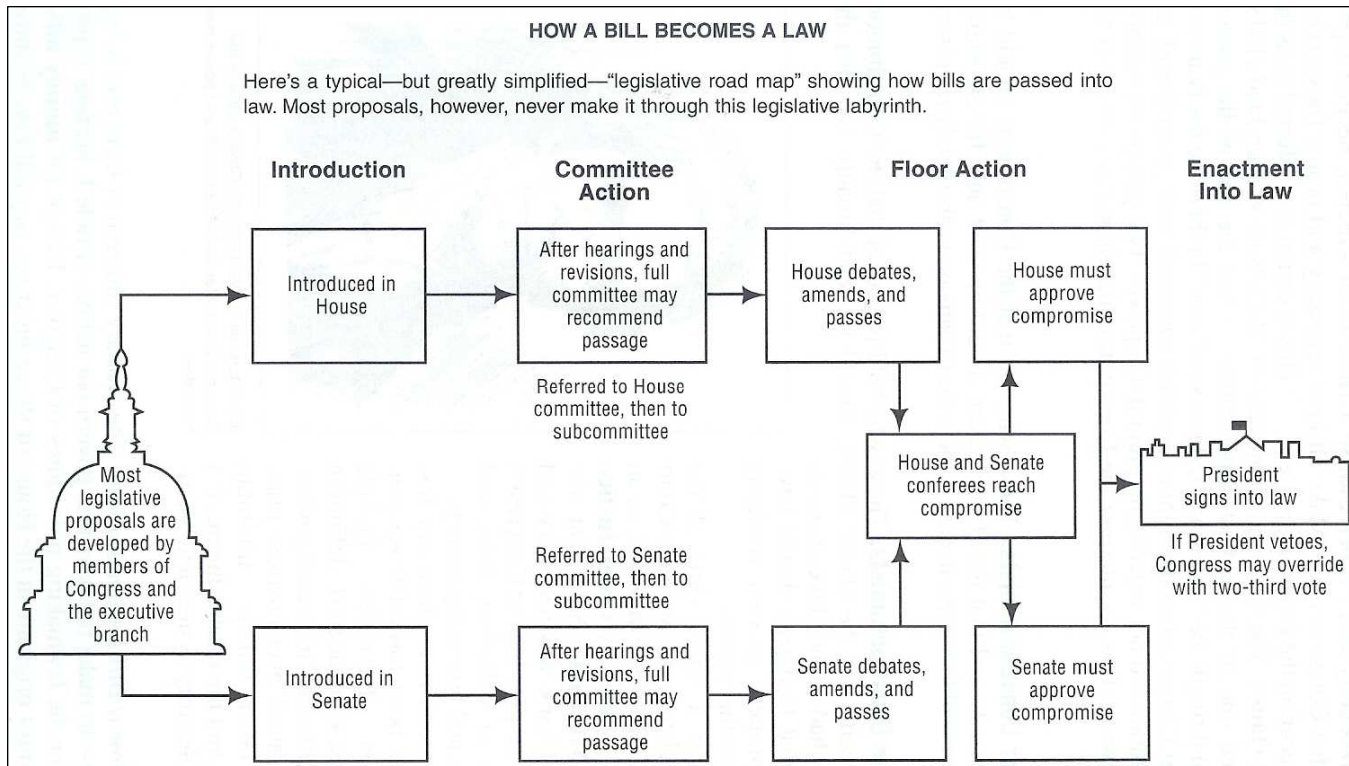 HOW A BILL BECOMES A LAW
Here's a typical—but greatly simplified—“legislative road map” showing how bills are passed into
law. Most proposals, however, never make it through this legislative labyrinth.
Introduction
Committee
Action
Floor Action
Enactment
Into Law
Most
legislative
proposals are
developed by
members of
Congress and
the executive
branch
Introduced in
House
After hearings and
revisions, full
committee may
recommend
passage
Referred to House
committee, then to
subcommittee
House debates,
amends, and
passes
House must
approve
compromise
House and Senate
conferees reach
compromise
President
signs into law
If President vetoes,
Congress may override
with two-third vote
Referred to Senate
committee, then to
subcommittee
Introduced in
Senate
After hearings and
revisions, full
committee may
recommend
passage
Senate debates,
amends, and
passes
Senate must
approve
compromise